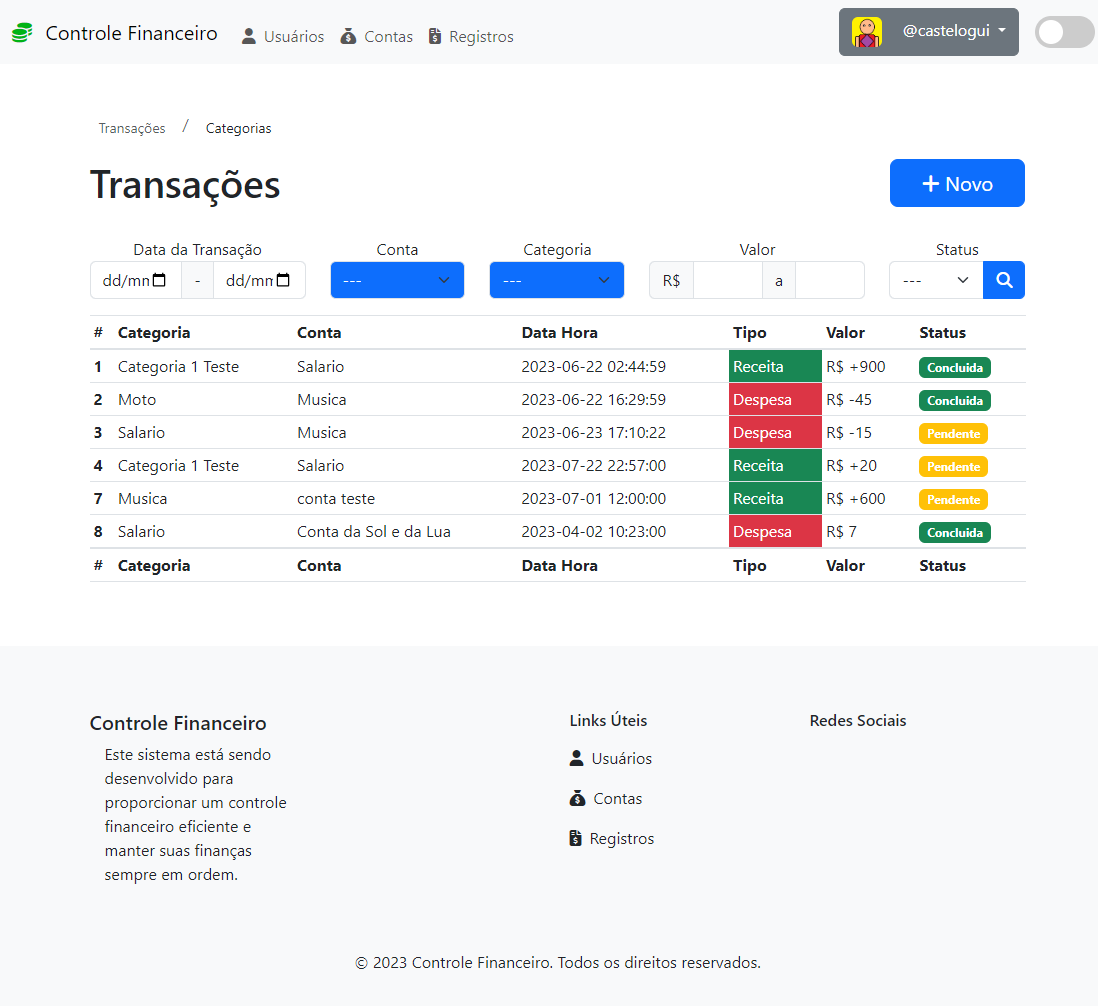 Controle Financeiro Usuários Contas Registros @castelogui
Transações / Categorias
Transações
+ Novo
Data da Transação Conta Categoria Valor Status
dd/mn - dd/mn --- --- R$ a ---
# Categoria Conta Data Hora Tipo Valor Status
1 Categoria 1 Teste Salario 2023-06-22 02:44:59 Receita R$ +900 Concluida
2 Moto Musica 2023-06-22 16:29:59 Despesa R$ -45 Concluida
3 Salario Musica 2023-06-23 17:10:22 Despesa R$ -15 Pendente
4 Categoria 1 Teste Salario 2023-07-22 22:57:00 Receita R$ +20 Pendente
7 Musica conta teste 2023-07-01 12:00:00 Receita R$ +600 Pendente
8 Salario Conta da Sol e da Lua 2023-04-02 10:23:00 Despesa R$ 7 Concluida
# Categoria Conta Data Hora Tipo Valor Status
Controle Financeiro
Este sistema está sendo
desenvolvido para
proporcionar um controle
financeiro eficiente e
manter suas finanças
sempre em ordem.
Links Úteis
Usuários
Contas
Registros
Redes Sociais
© 2023 Controle Financeiro. Todos os direitos reservados.